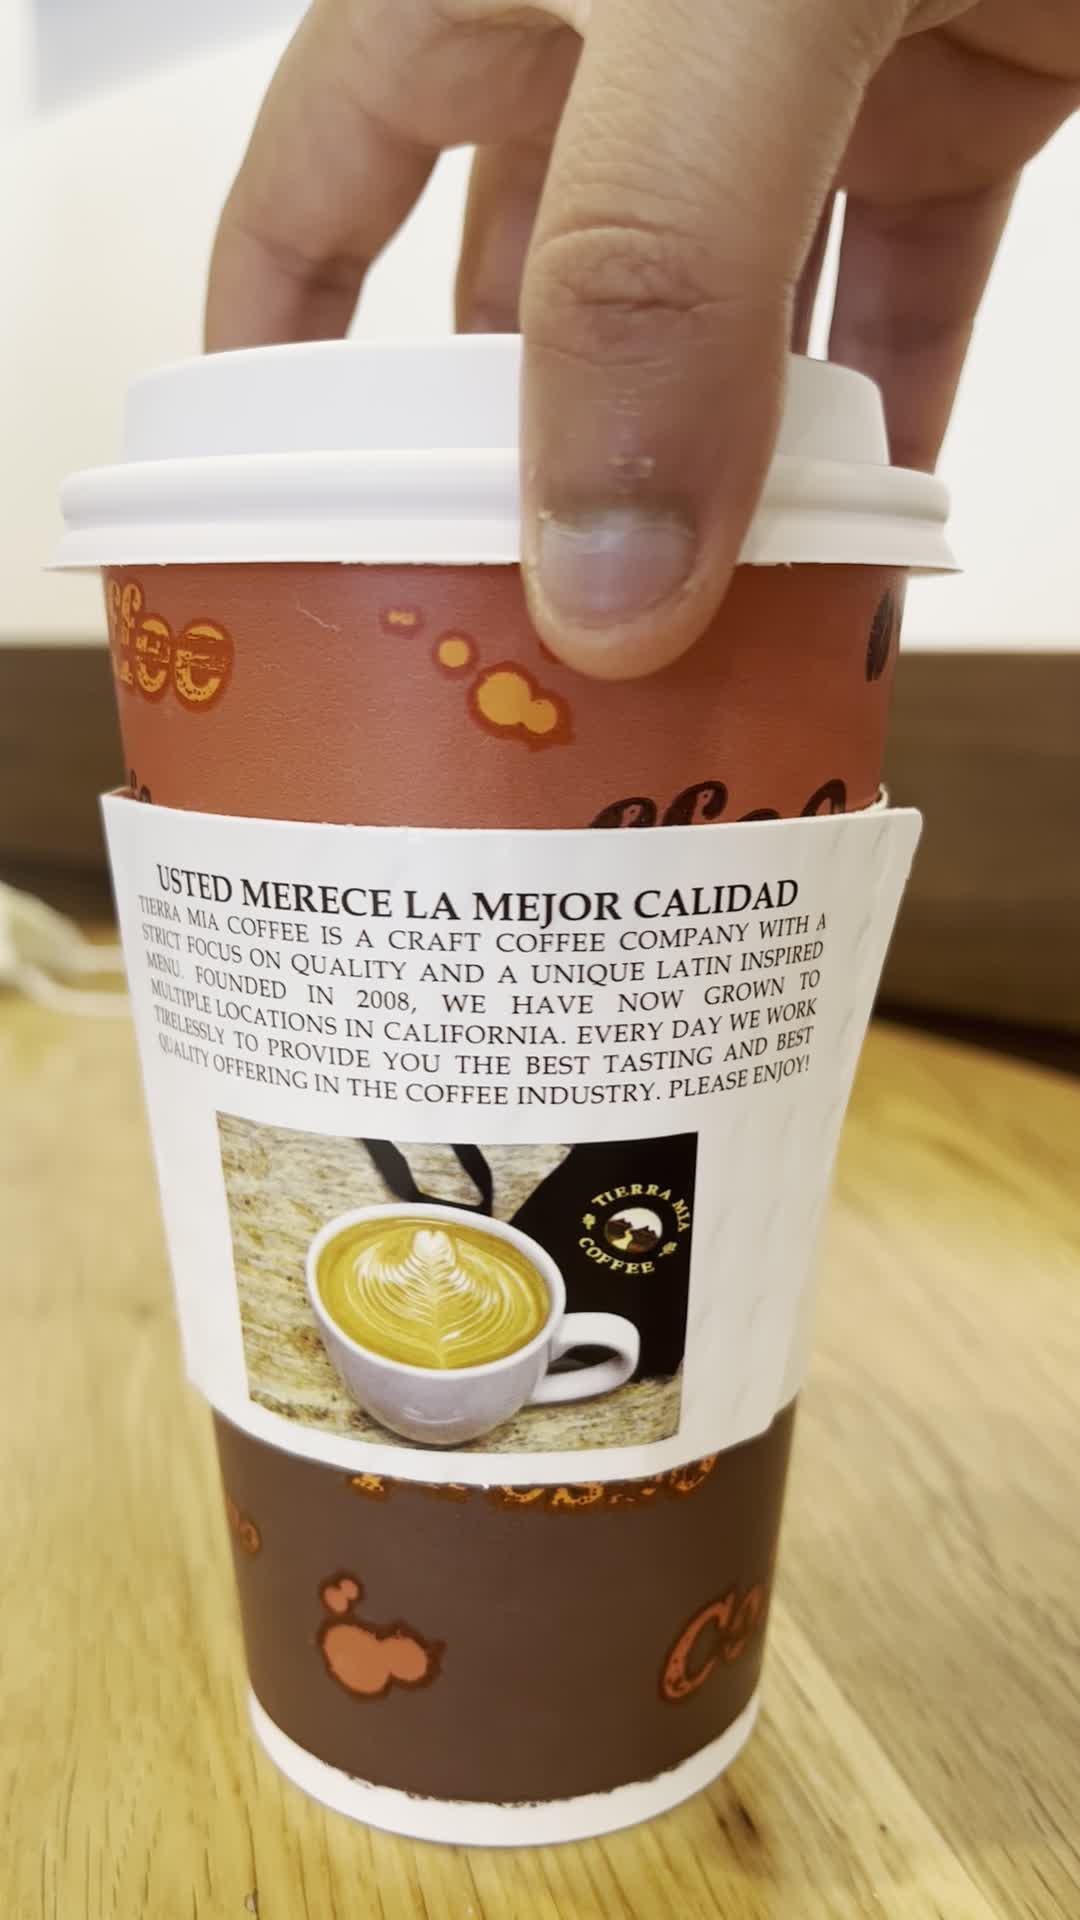 ffee
ffee
USTED MERECE LA MEJOR CALIDAD
TIERRA MIA COFFEE IS A CRAFT COFFEE COMPANY WITH A
STRICT FOCUS ON QUALITY AND A UNIQUE LATIN INSPIRED
MENU. FOUNDED IN 2008, WE HAVE NOW GROWN TO
MULTIPLE LOCATIONS IN CALIFORNIA. EVERY DAY WE WORK
TIRELESSLY TO PROVIDE YOU THE BEST TASTING AND BEST
QUALITY OFFERING IN THE COFFEE INDUSTRY. PLEASE ENJOY!
TIERRA MIA
COFFEE
Co